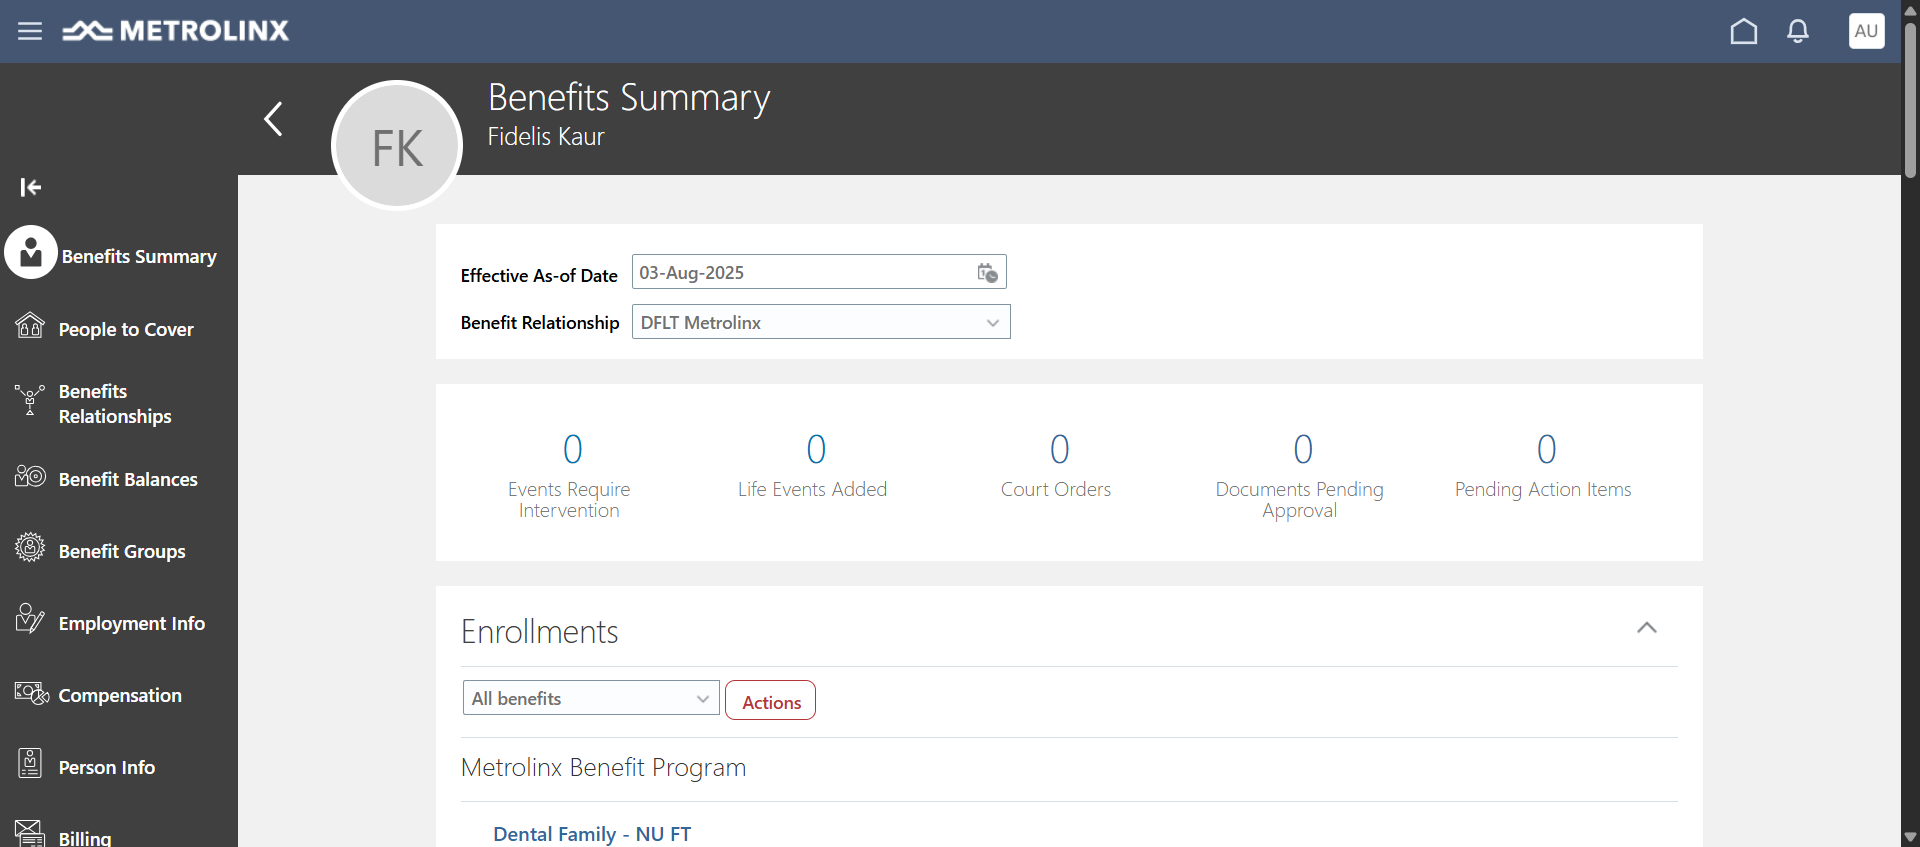 METROLINX
AU
FK
Benefits Summary
Fidelis Kaur
Benefits Summary
People to Cover
Benefits
Relationships
Benefit Balances
Benefit Groups
Employment Info
Compensation
Person Info
Billing
Effective As-of Date
03-Aug-2025
Benefit Relationship
DFLT Metrolinx
0
Events Require
Intervention
0
Life Events Added
0
Court Orders
0
Documents Pending
Approval
0
Pending Action Items
Enrollments
All benefits
Actions
Metrolinx Benefit Program
Dental Family - NU FT